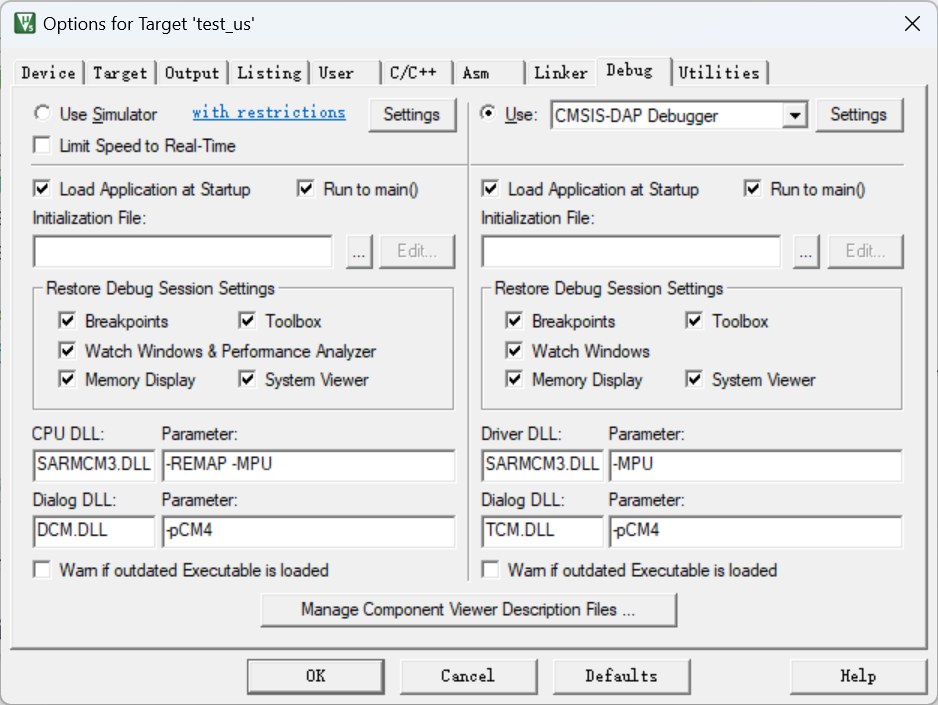 Options for Target 'test_us'
Device Target Output Listing User C/C++ Asm Linker Debug Utilities
Use Simulator with restrictions Settings
Limit Speed to Real-Time
Load Application at Startup Run to main()
Initialization File:
... Edit...
Restore Debug Session Settings
Breakpoints Toolbox
Watch Windows & Performance Analyzer
Memory Display System Viewer
CPU DLL: Parameter:
SARMCM3.DLL -REMAP -MPU
Dialog DLL: Parameter:
DCM.DLL -pCM4
Warn if outdated Executable is loaded
Use: CMSIS-DAP Debugger Settings
Load Application at Startup Run to main()
Initialization File:
... Edit...
Restore Debug Session Settings
Breakpoints Toolbox
Watch Windows
Memory Display System Viewer
Driver DLL: Parameter:
SARMCM3.DLL -MPU
Dialog DLL: Parameter:
TCM.DLL -pCM4
Warn if outdated Executable is loaded
Manage Component Viewer Description Files ...
OK Cancel Defaults Help